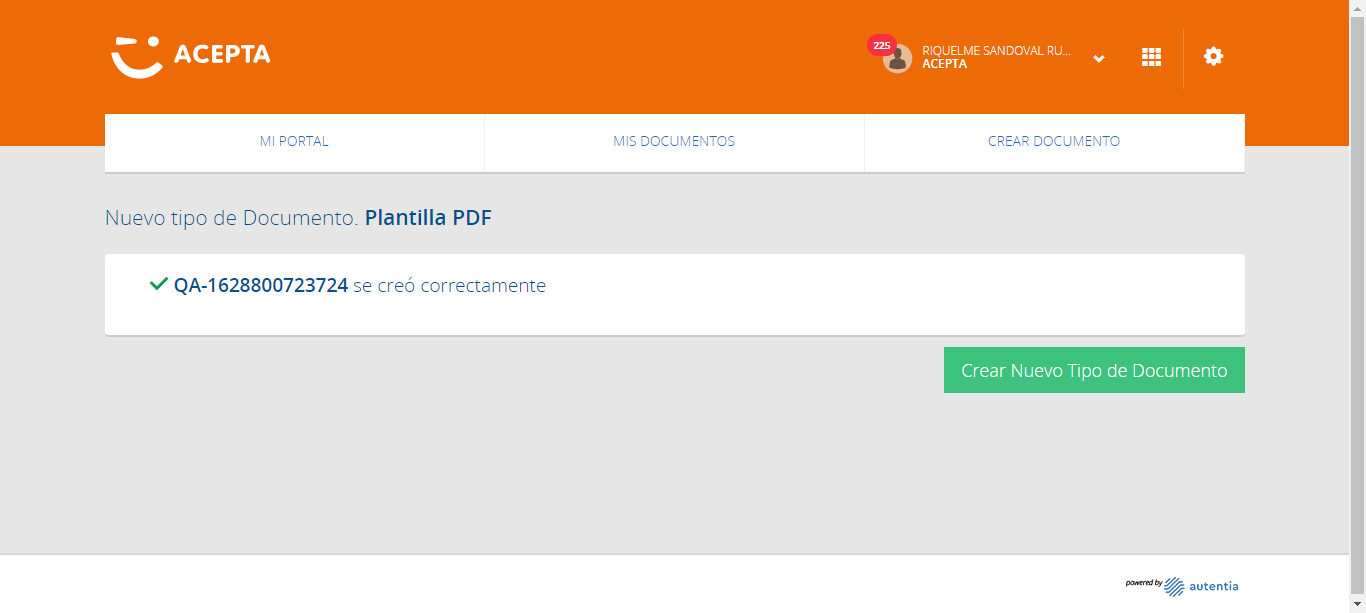 ACEPTA
225
RIQUELME SANDOVAL RU...
ACEPTA
MI PORTAL
MIS DOCUMENTOS
CREAR DOCUMENTO
Nuevo tipo de Documento. Plantilla PDF
QA-1628800723724 se creó correctamente
Crear Nuevo Tipo de Documento
powered by autentia